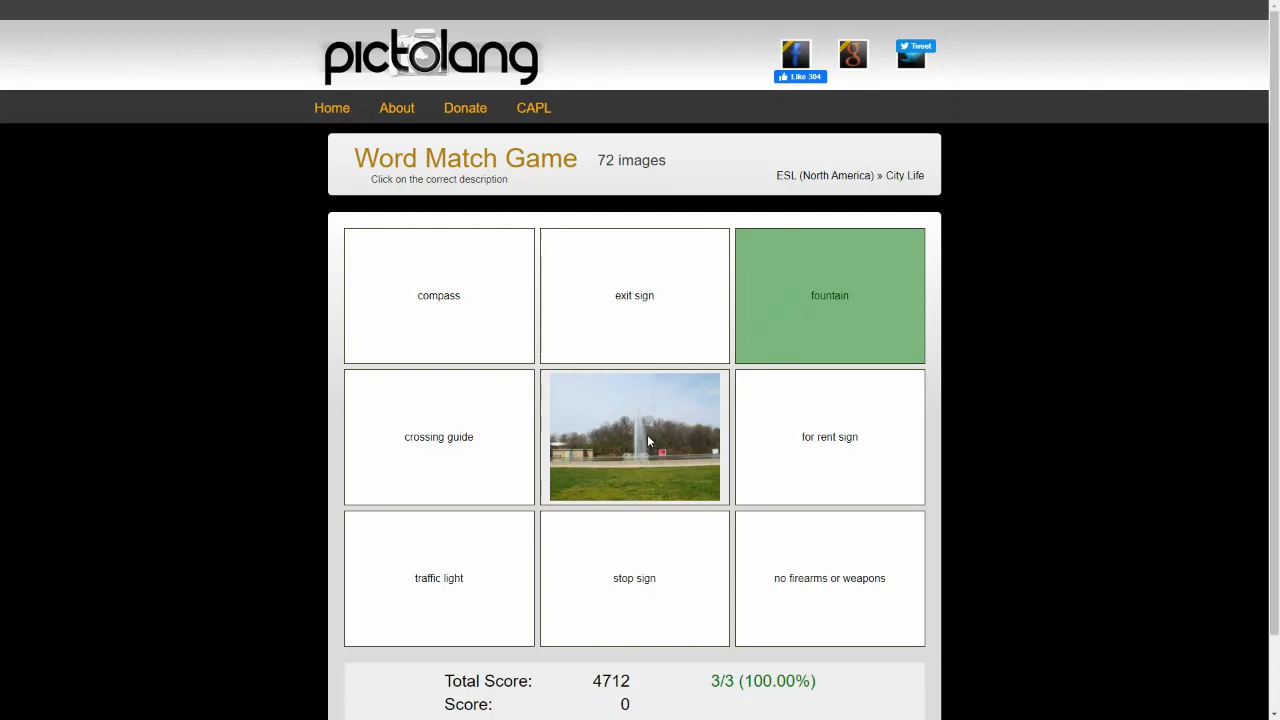 pictolang
Tweet
Like 304
Home About Donate CAPL
Word Match Game 72 images
Click on the correct description
ESL (North America) » City Life
compass exit sign fountain
crossing guide for rent sign
traffic light stop sign no firearms or weapons
Total Score: 4712 3/3 (100.00%)
Score: 0